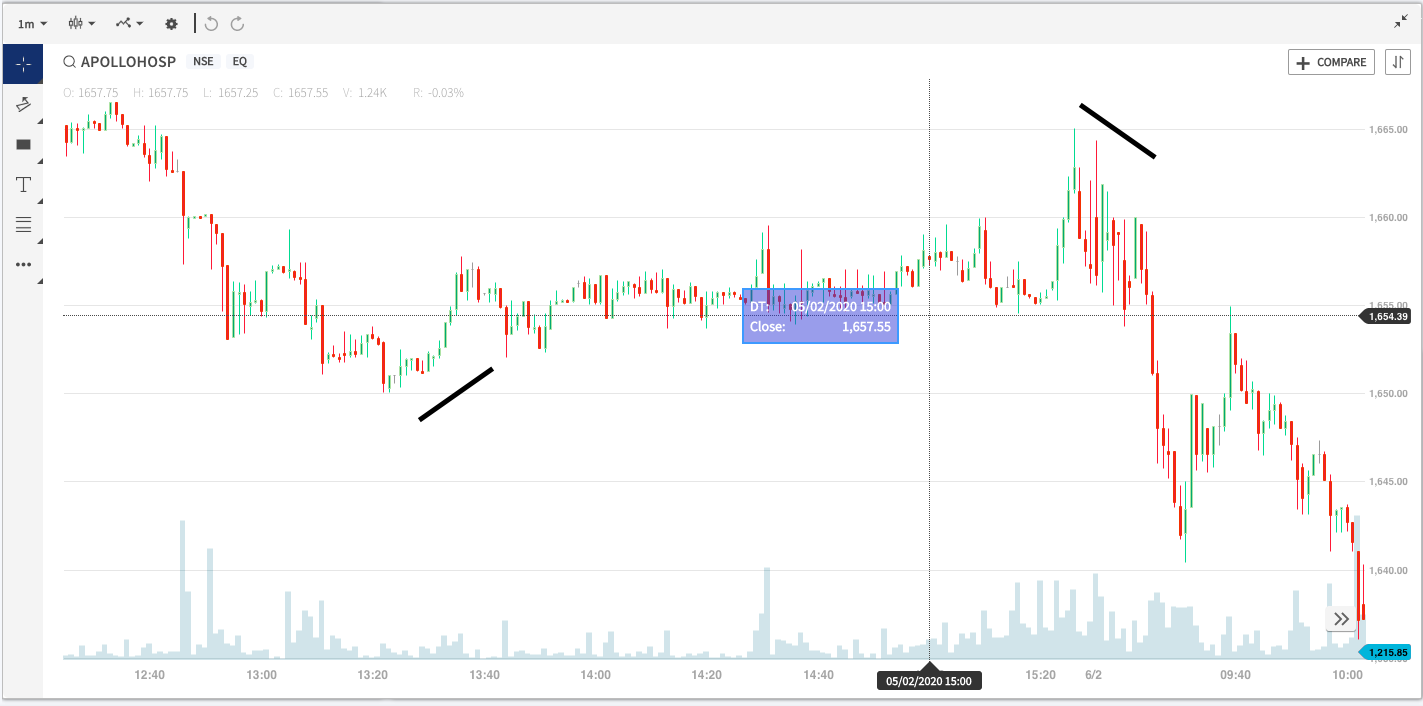 1m
APOLLOHOSP NSE EQ
COMPARE
O: 1657.75 H: 1657.75 L: 1657.25 C: 1657.55 V: 1.24K R: -0.03%
1,665.00
1,660.00
1,655.00
DT: 05/02/2020 15:00
1,654.39
Close: 1,657.55
1,650.00
1,645.00
1,640.00
1,215.85
12:40 13:00 13:20 13:40 14:00 14:20 14:40 05/02/2020 15:00 15:20 6/2 09:40 10:00
T